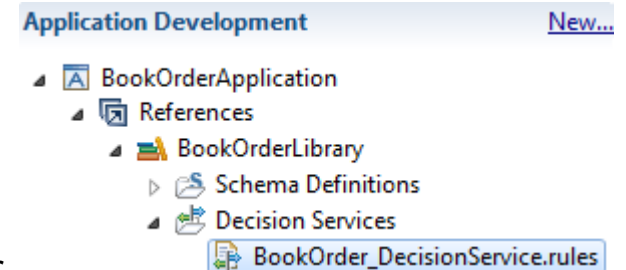 Application Development New...
BookOrderApplication
References
BookOrderLibrary
Schema Definitions
Decision Services
BookOrder_DecisionService.rules